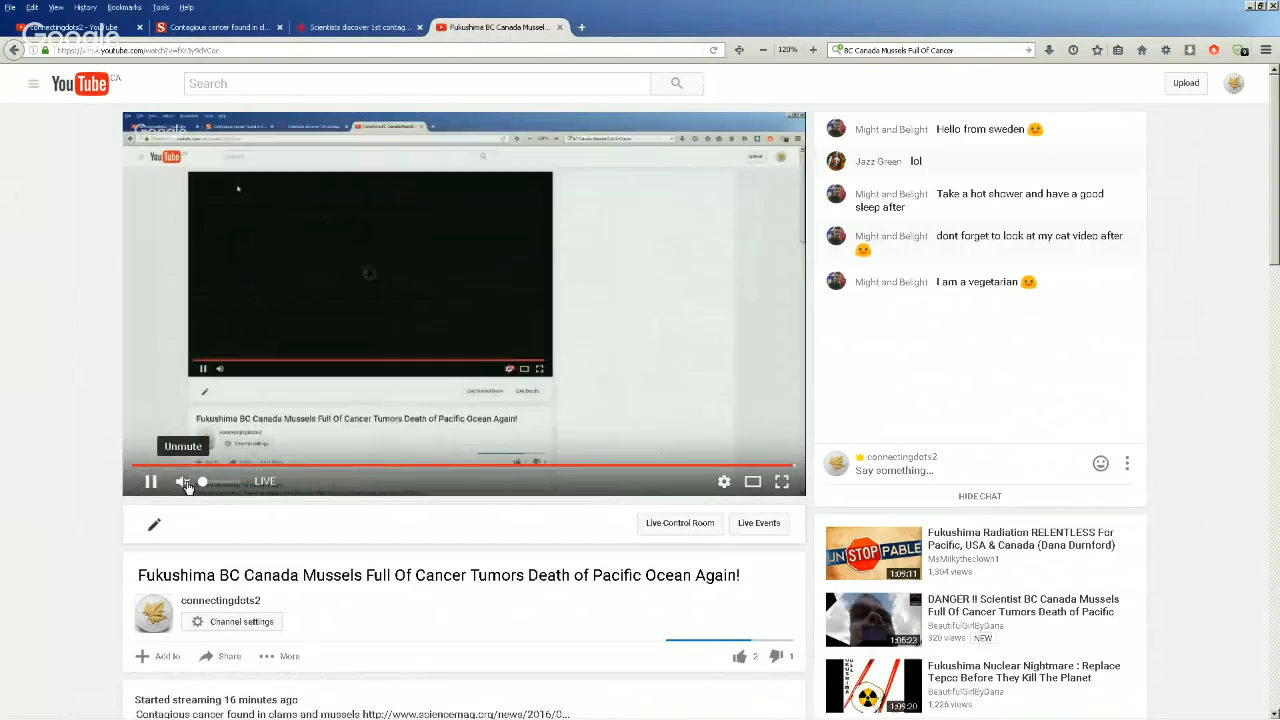 File Edit View History Bookmarks Tools Help
connectingdots2 - YouTube
Contagious cancer found in cl...
Scientists discover 1st contag...
Fukushima BC Canada Mussels...
Google
120%
BC Canada Mussels Full Of Cancer
YouTube CA
Search
Upload
Google
YouTube
Search
Upload
Live Control Room
Fukushima BC Canada Mussels Full Of Cancer Tumors Death of Pacific Ocean Again!
connectingdots2
Channel settings
Unmute
LIVE
Might and Belight Hello from sweden
Jazz Green lol
Might and Belight Take a hot shower and have a good
sleep after
Might and Belight dont forget to look at my cat video after
Might and Belight I am a vegetarian
connectingdots2
Say something...
HIDE CHAT
Live Control Room
Live Events
Fukushima BC Canada Mussels Full Of Cancer Tumors Death of Pacific Ocean Again!
connectingdots2
Channel settings
Add to
Share
More
2
1
Started streaming 16 minutes ago
Contagious cancer found in clams and mussels http://www.sciencemag.org/news/2016/0...
UNSTOPPABLE
1:09:11
Fukushima Radiation RELENTLESS For
Pacific, USA & Canada {Dana Durnford}
MsMilkytheclown1
1,304 views
1:05:23
DANGER !! Scientist BC Canada Mussels
Full Of Cancer Tumors Death of Pacific
BeautifulGirlByDana
320 views NEW
1:09:20
Fukushima Nuclear Nightmare : Replace
Tepco Before They Kill The Planet
BeautifulGirlByDana
1,226 views